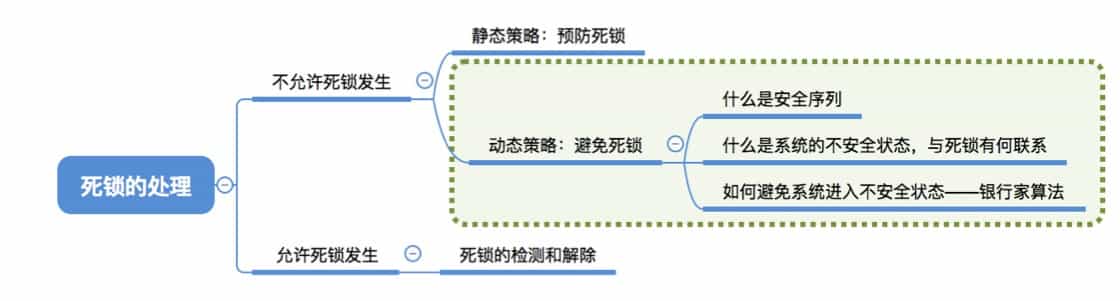 静态策略：预防死锁
不允许死锁发生
什么是安全序列
动态策略：避免死锁
什么是系统的不安全状态，与死锁有何联系
死锁的处理
如何避免系统进入不安全状态——银行家算法
允许死锁发生
死锁的检测和解除